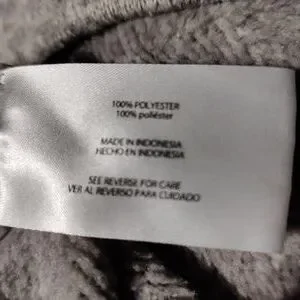 100% POLYESTER
100% poliéster
MADE IN INDONESIA
HECHO EN INDONESIA
SEE REVERSE FOR CARE
VER AL REVERSO PARA CUIDADO